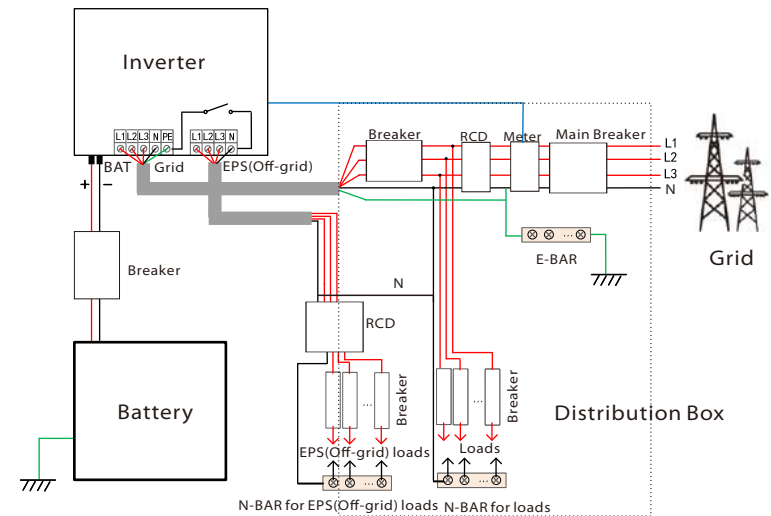 Inverter
L1 L2 L3 N PE
L1 L2 L3 N
BAT
Grid
EPS(Off-grid)
+
−
Breaker
RCD
Meter
Main Breaker
L1
L2
L3
N
E-BAR
Grid
Breaker
N
RCD
Battery
...
Breaker
...
Breaker
Distribution Box
EPS(Off-grid) loads
Loads
...
...
...
N-BAR for EPS(Off-grid) loads
N-BAR for loads